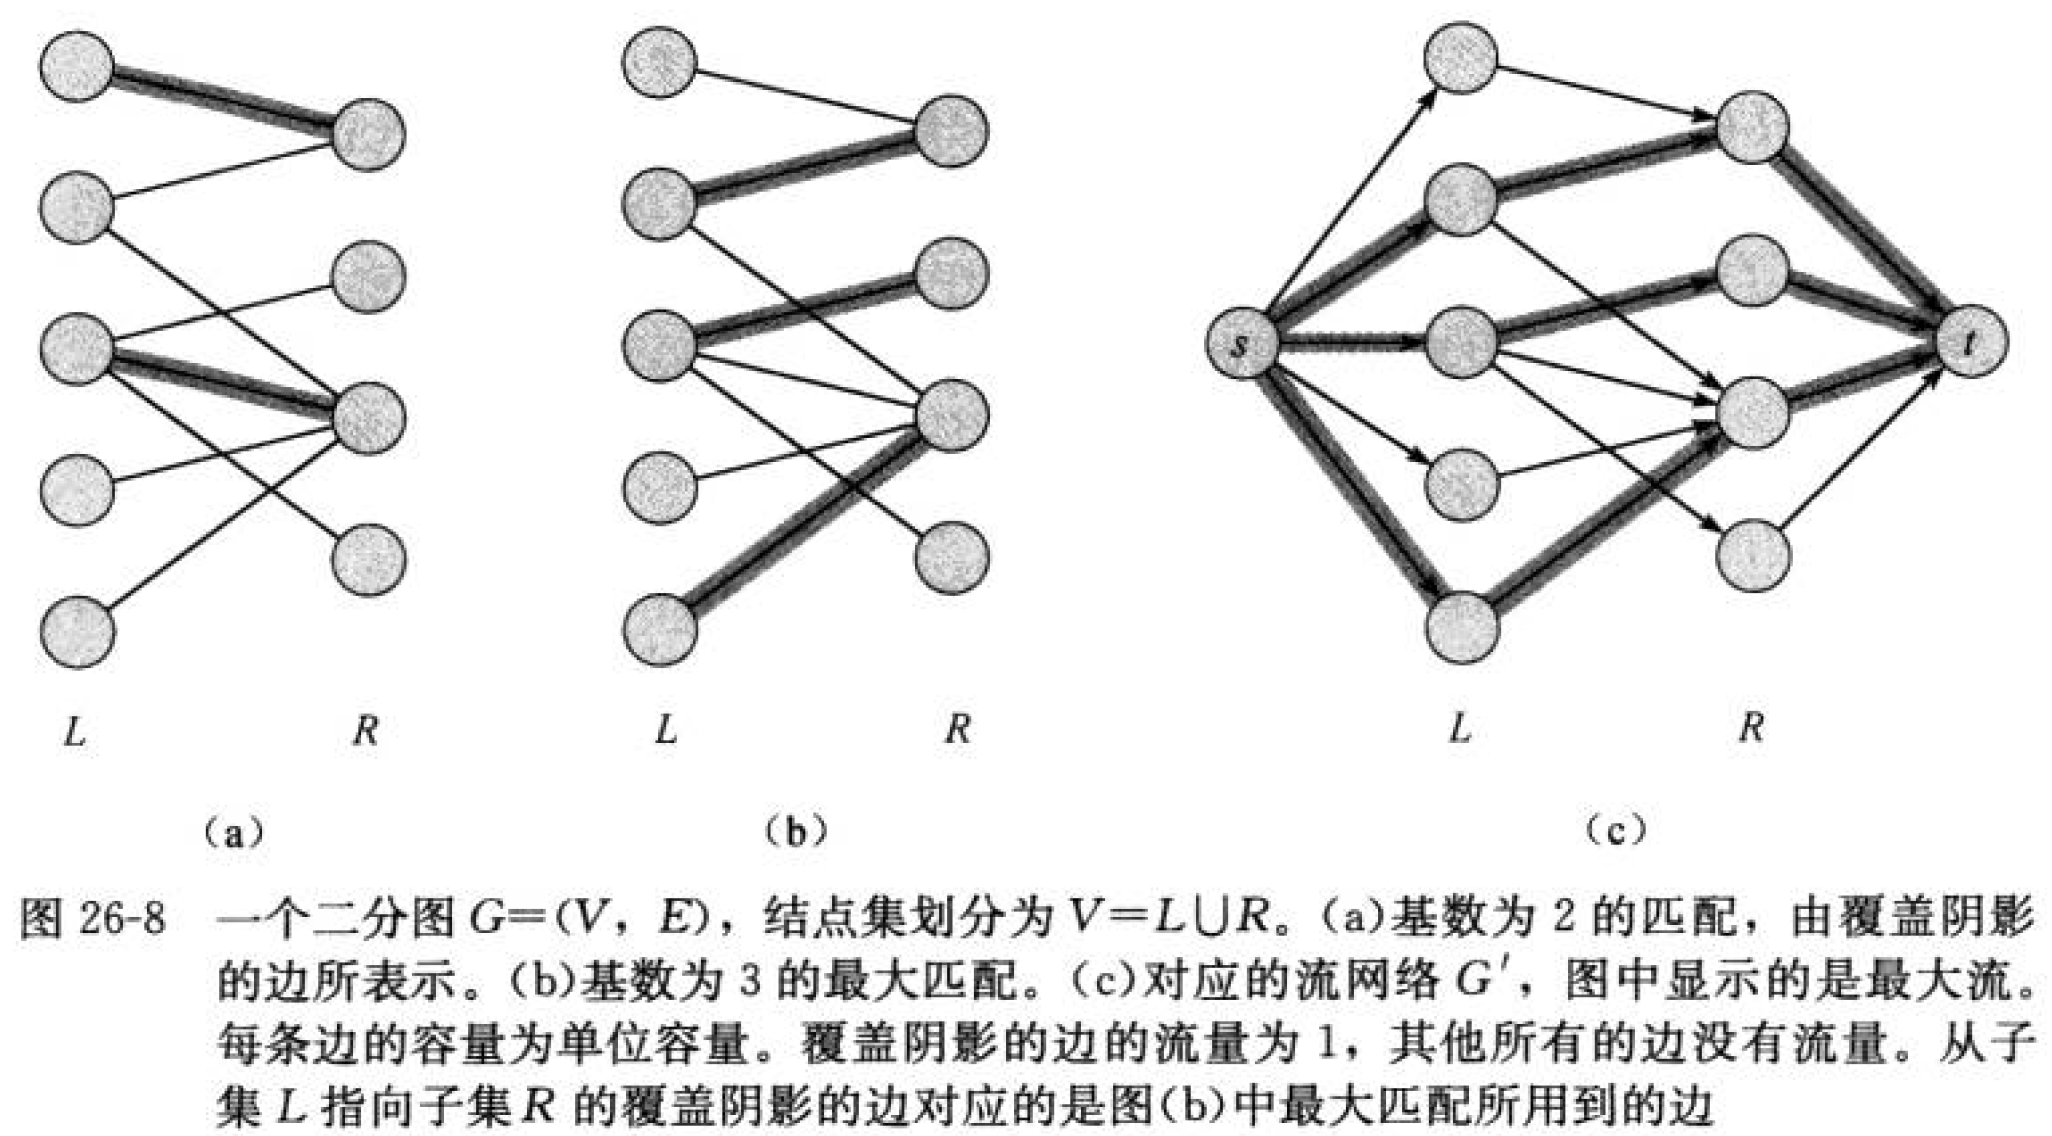 s
t
L R L R L R
(a) (b) (c)
图 26-8 一个二分图 G=(V, E), 结点集划分为 V=L∪R。(a)基数为 2 的匹配, 由覆盖阴影
的边所表示。(b)基数为 3 的最大匹配。(c)对应的流网络 G′, 图中显示的是最大流。
每条边的容量为单位容量。覆盖阴影的边的流量为 1, 其他所有的边没有流量。从子
集 L 指向子集 R 的覆盖阴影的边对应的是图(b)中最大匹配所用到的边